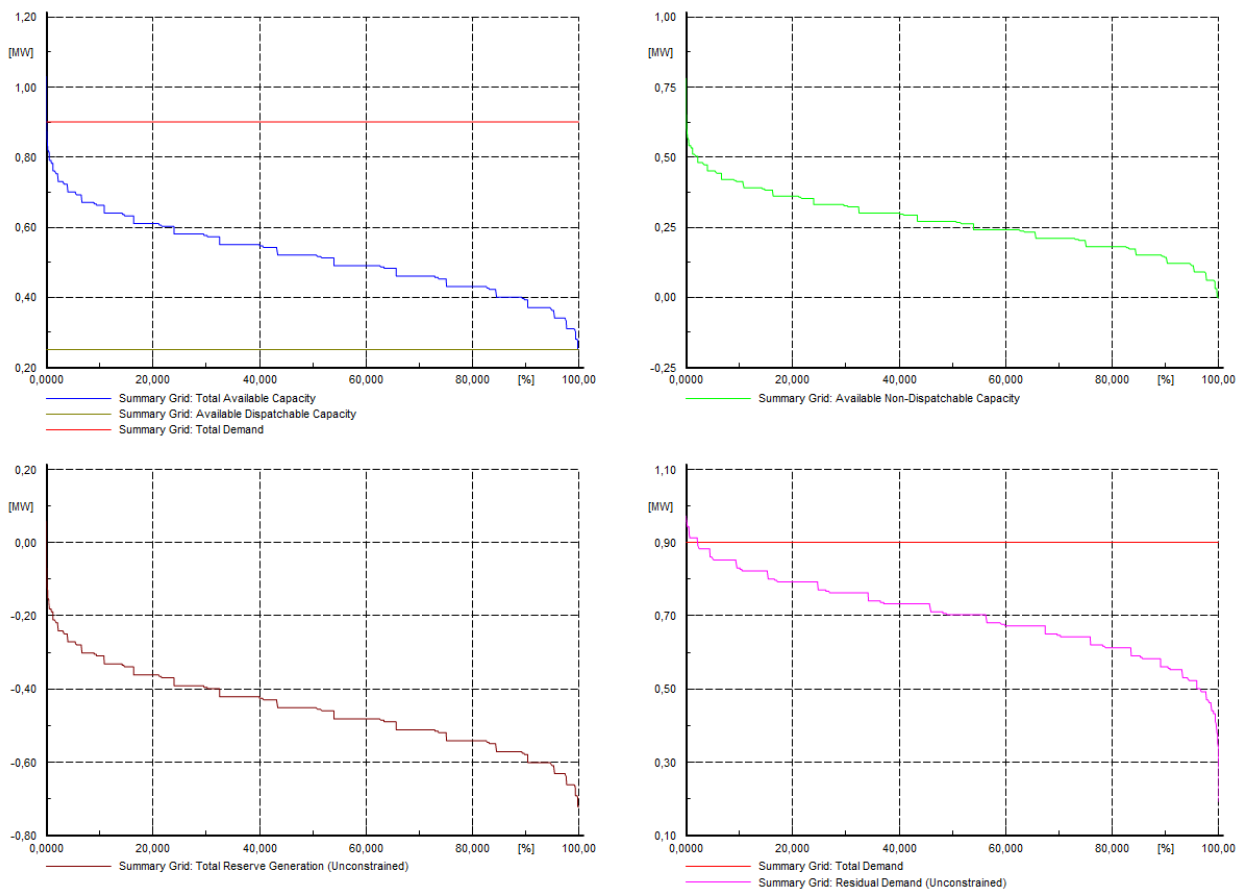 1,20
[MW]
1,00
0,80
0,60
0,40
0,20
0,0000 20,000 40,000 60,000 80,000 [%] 100,00
Summary Grid: Total Available Capacity
Summary Grid: Available Dispatchable Capacity
Summary Grid: Total Demand
1,00
[MW]
0,75
0,50
0,25
0,00
-0,25
0,0000 20,000 40,000 60,000 80,000 [%] 100,00
Summary Grid: Available Non-Dispatchable Capacity
0,20
[MW]
0,00
-0,20
-0,40
-0,60
-0,80
0,0000 20,000 40,000 60,000 80,000 [%] 100,00
Summary Grid: Total Reserve Generation (Unconstrained)
1,10
[MW]
0,90
0,70
0,50
0,30
0,10
0,0000 20,000 40,000 60,000 80,000 [%] 100,00
Summary Grid: Total Demand
Summary Grid: Residual Demand (Unconstrained)